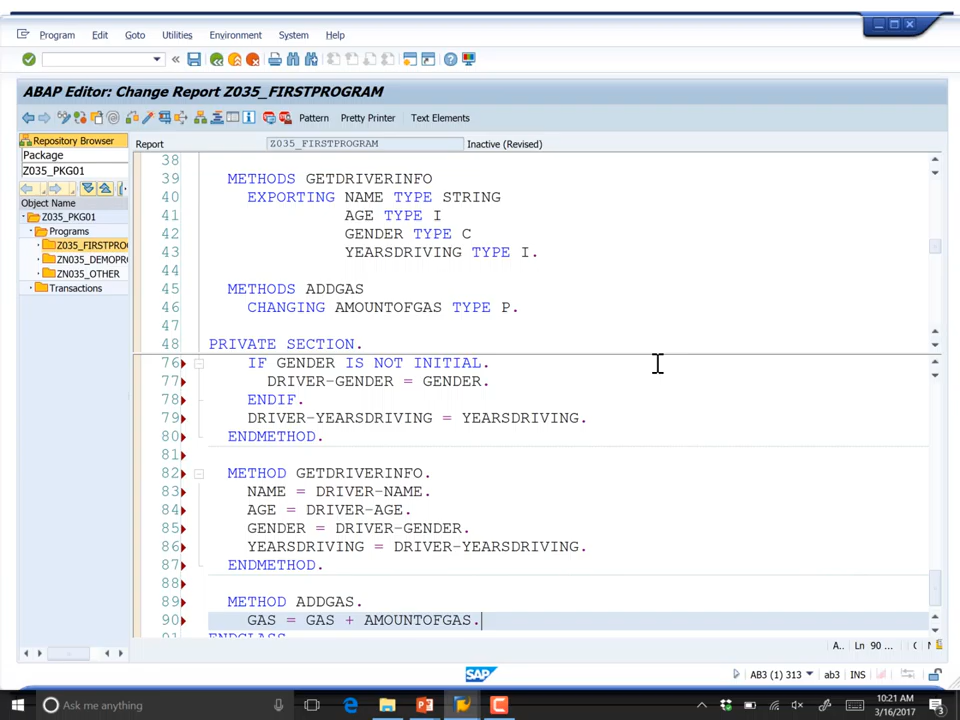 Program Edit Goto Utilities Environment System Help
ABAP Editor: Change Report Z035_FIRSTPROGRAM
Pattern Pretty Printer Text Elements
Repository Browser
Package
Z035_PKG01
Object Name
Z035_PKG01
Programs
Z035_FIRSTPRO
ZN035_DEMOPR
ZN035_OTHER
Transactions
Report Z035_FIRSTPROGRAM Inactive (Revised)
38
39 METHODS GETDRIVERINFO
40 EXPORTING NAME TYPE STRING
41 AGE TYPE I
42 GENDER TYPE C
43 YEARSDRIVING TYPE I.
44
45 METHODS ADDGAS
46 CHANGING AMOUNTOFGAS TYPE P.
47
48 PRIVATE SECTION.
76 IF GENDER IS NOT INITIAL.
77 DRIVER-GENDER = GENDER.
78 ENDIF.
79 DRIVER-YEARSDRIVING = YEARSDRIVING.
80 ENDMETHOD.
81
82 METHOD GETDRIVERINFO.
83 NAME = DRIVER-NAME.
84 AGE = DRIVER-AGE.
85 GENDER = DRIVER-GENDER.
86 YEARSDRIVING = DRIVER-YEARSDRIVING.
87 ENDMETHOD.
88
89 METHOD ADDGAS.
90 GAS = GAS + AMOUNTOFGAS.
91 ENDCLASS
A.. Ln 90 ...
SAP
AB3 (1) 313 ab3 INS
Ask me anything
10:21 AM
3/16/2017
3